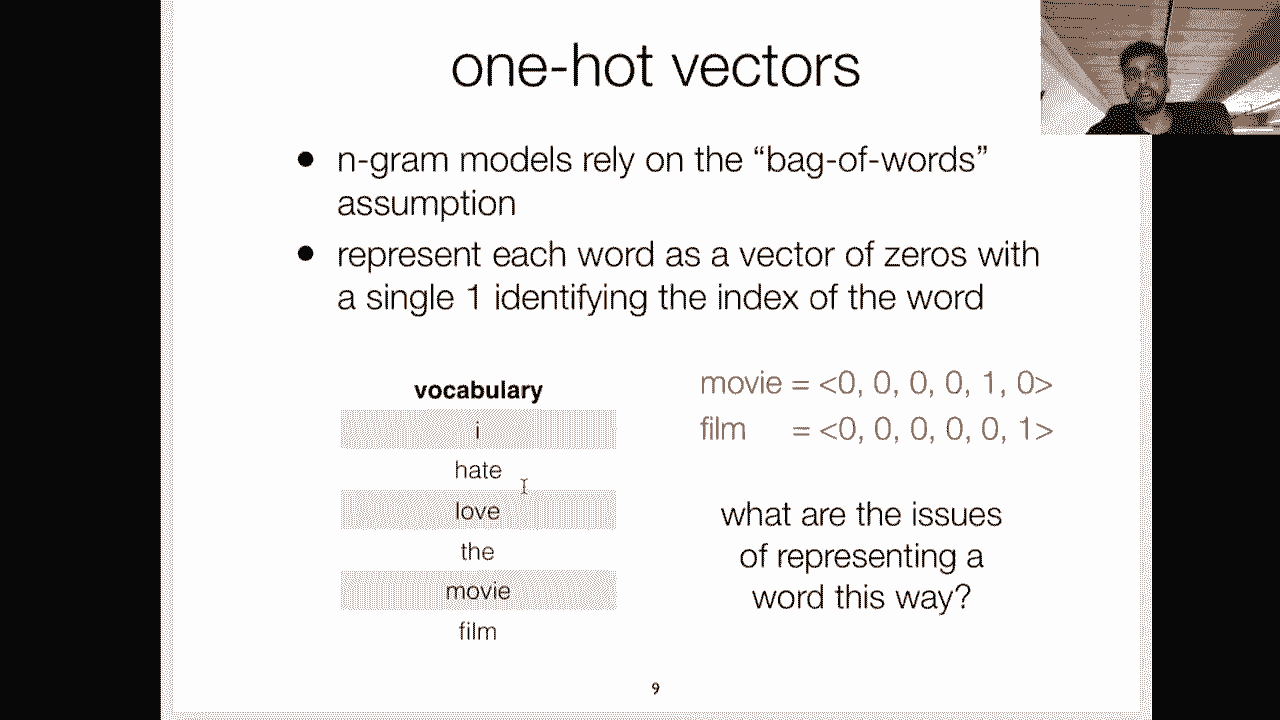 one-hot vectors
● n-gram models rely on the “bag-of-words”
assumption
● represent each word as a vector of zeros with
a single 1 identifying the index of the word
vocabulary
i
hate
love
the
movie
film
movie = <0, 0, 0, 0, 1, 0>
film = <0, 0, 0, 0, 0, 1>
what are the issues
of representing a
word this way?
9